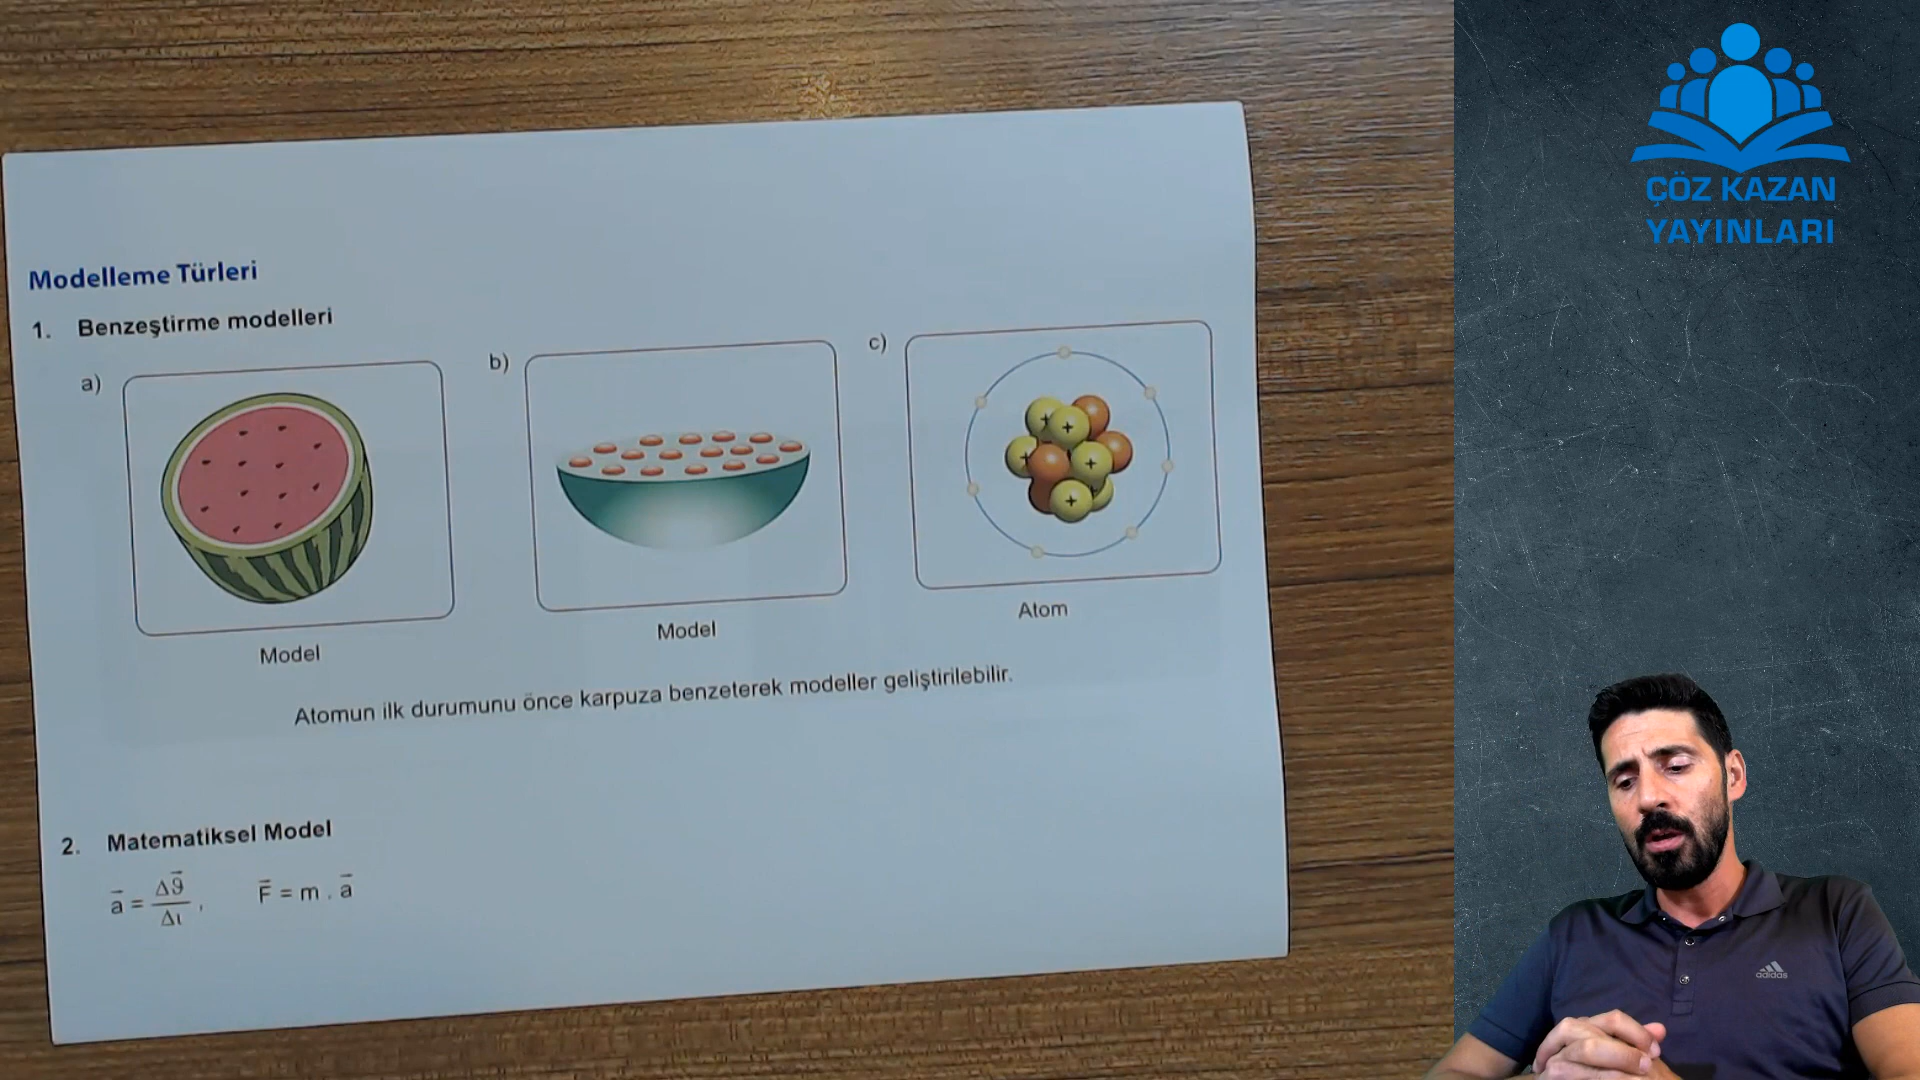 Modelleme Türleri
1. Benzeştirme modelleri
a)
b)
c)
+ + + + + +
Model
Model
Atom
Atomun ilk durumunu önce karpuza benzeterek modeller geliştirilebilir.
2. Matematiksel Model
a = Δϑ / Δt , F = m . a
ÇÖZ KAZAN
YAYINLARI
adidas